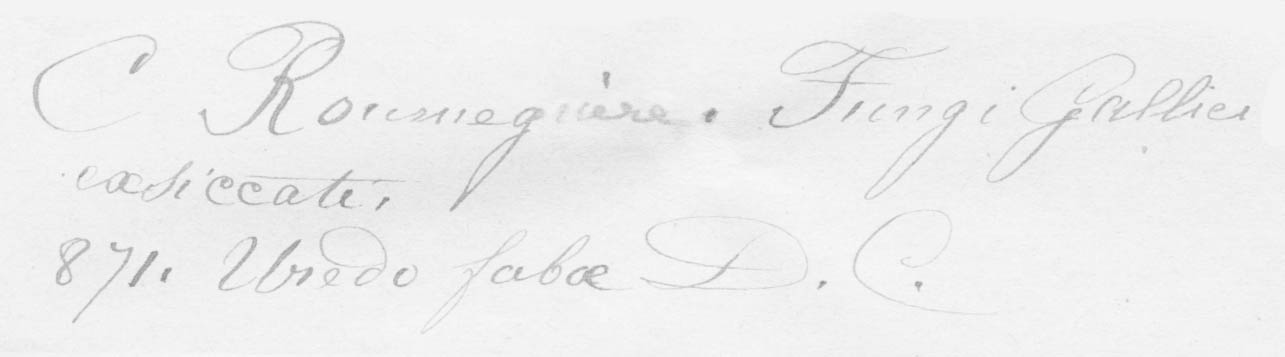 C Roumeguère. Fungi Gallici
exsiccati.
871. Uredo fabæ D. C.